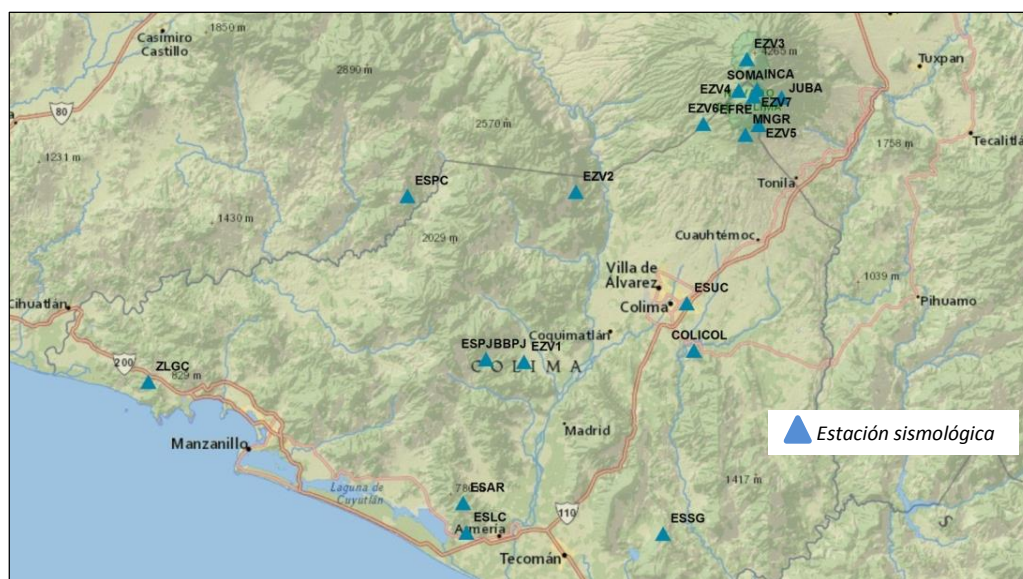 1850 m
Casimiro
Castillo
EZV3
4265 m
Tuxpan
2890 m
SOMA
INCA
EZV4
JUBA
80
EZV6
EFRE
EZV7
MNGR
2570 m
EZV5
Tecalitlá
1231 m
1758 m
ESPC
EZV2
Tonila
1430 m
2029 m
Cuauhtémoc
Villa de
Álvarez
1039 m
Cihuatlán
ESUC
Pihuamo
Colima
Coquimatlán
COLICOL
ESPJBBPJ
EZV1
200
ZLGC
COLIMA
829 m
Estación sismológica
Madrid
Manzanillo
1417 m
Laguna de
Cuyutlán
ESAR
ESLC
110
ESSG
Armería
Tecomán
S